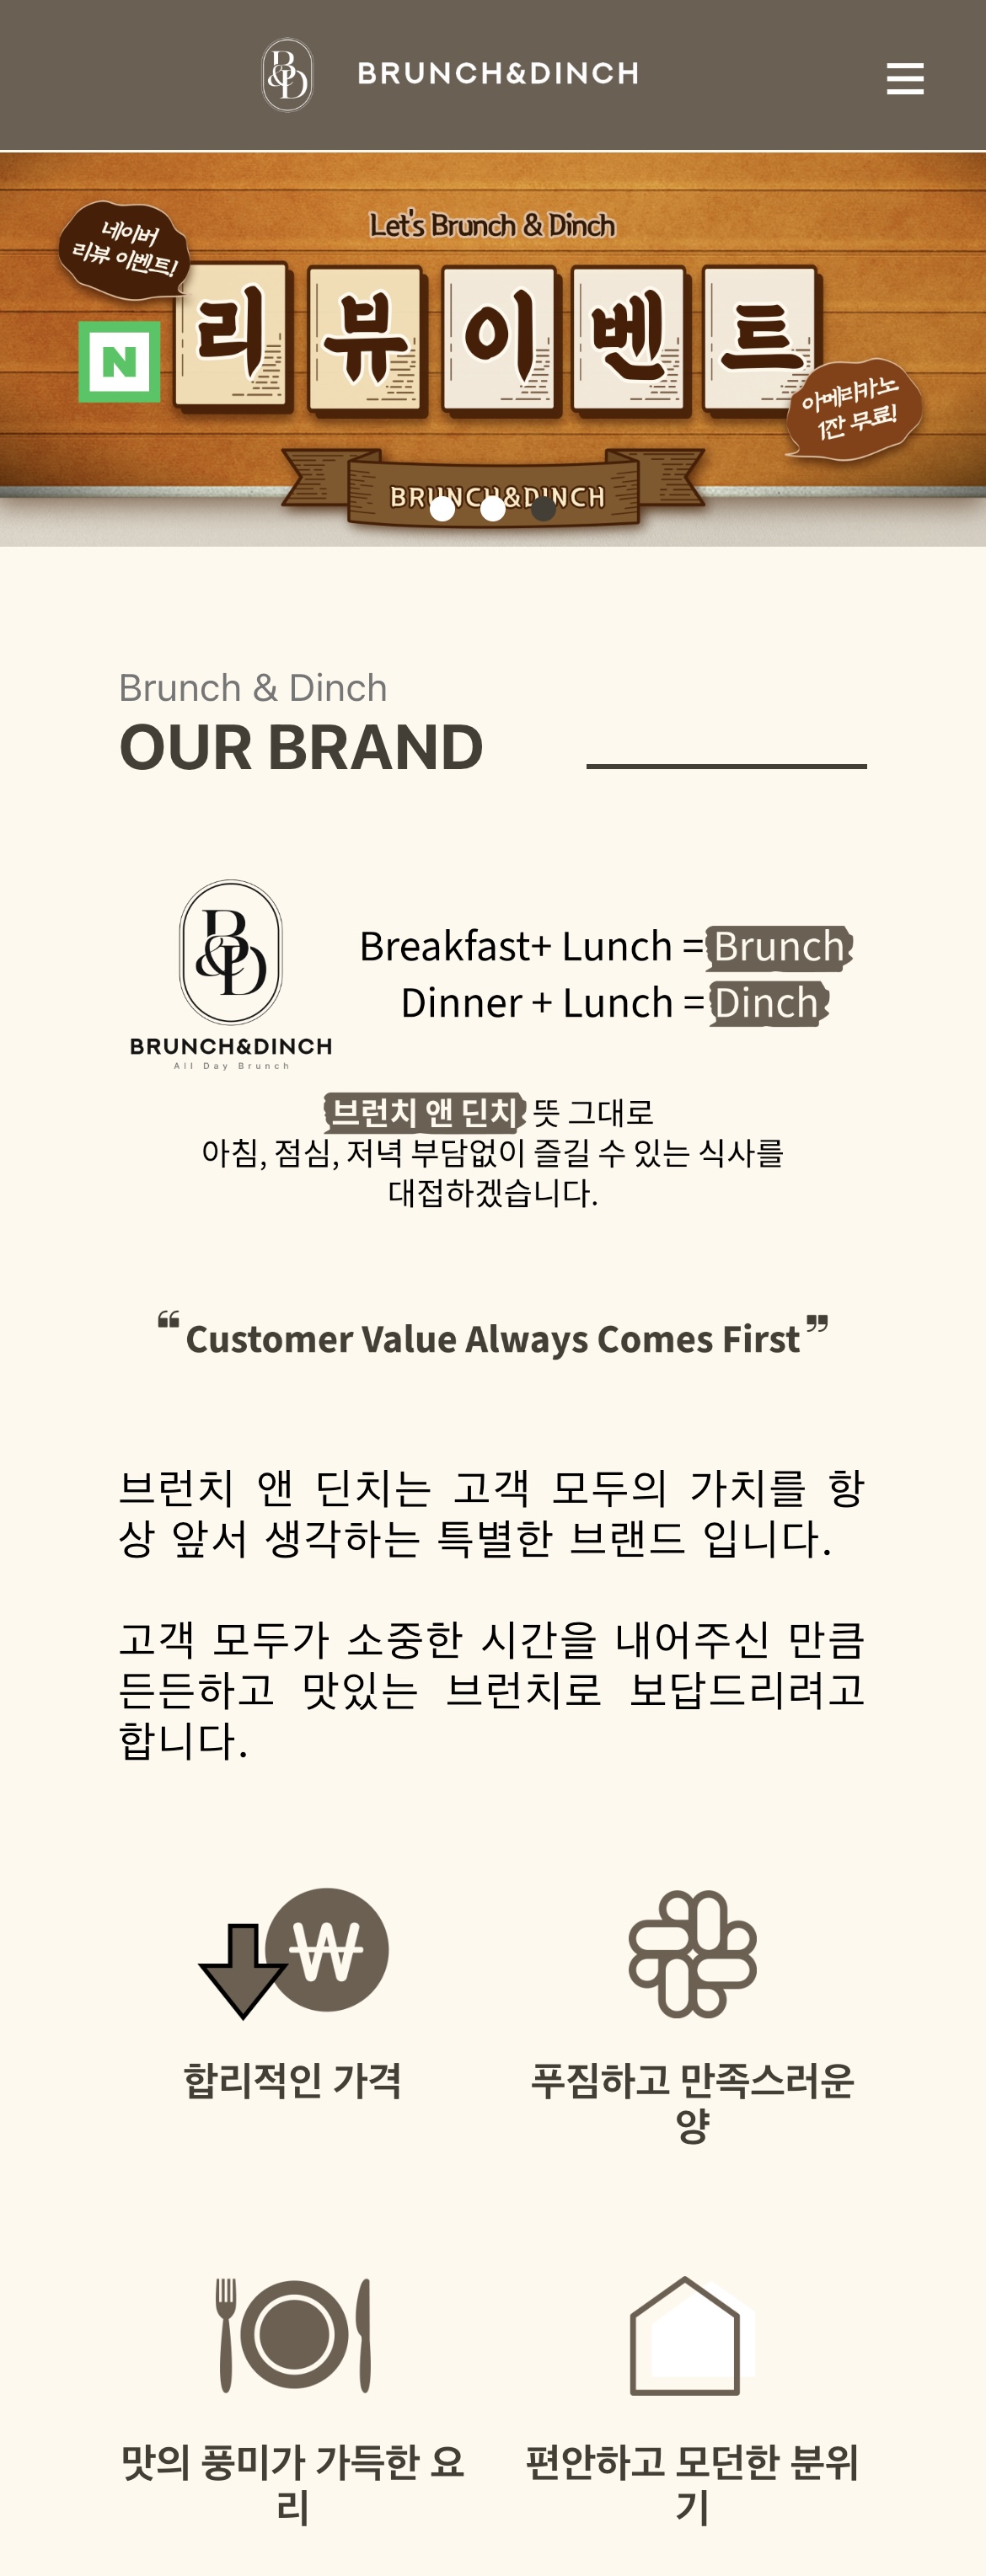 B&D BRUNCH&DINCH
Let's Brunch & Dinch
네이버
리뷰 이벤트!
리뷰이벤트
N
아메리카노
1잔 무료!
BRUNCH&DINCH
Brunch & Dinch
OUR BRAND
B&D
BRUNCH&DINCH
All Day Brunch
Breakfast+ Lunch = Brunch
Dinner + Lunch = Dinch
브런치 앤 딘치 뜻 그대로
아침, 점심, 저녁 부담없이 즐길 수 있는 식사를
대접하겠습니다.
“Customer Value Always Comes First”
브런치 앤 딘치는 고객 모두의 가치를 항
상 앞서 생각하는 특별한 브랜드 입니다.
고객 모두가 소중한 시간을 내어주신 만큼
든든하고 맛있는 브런치로 보답드리려고
합니다.
₩
합리적인 가격
푸짐하고 만족스러운
양
맛의 풍미가 가득한 요
리
편안하고 모던한 분위
기